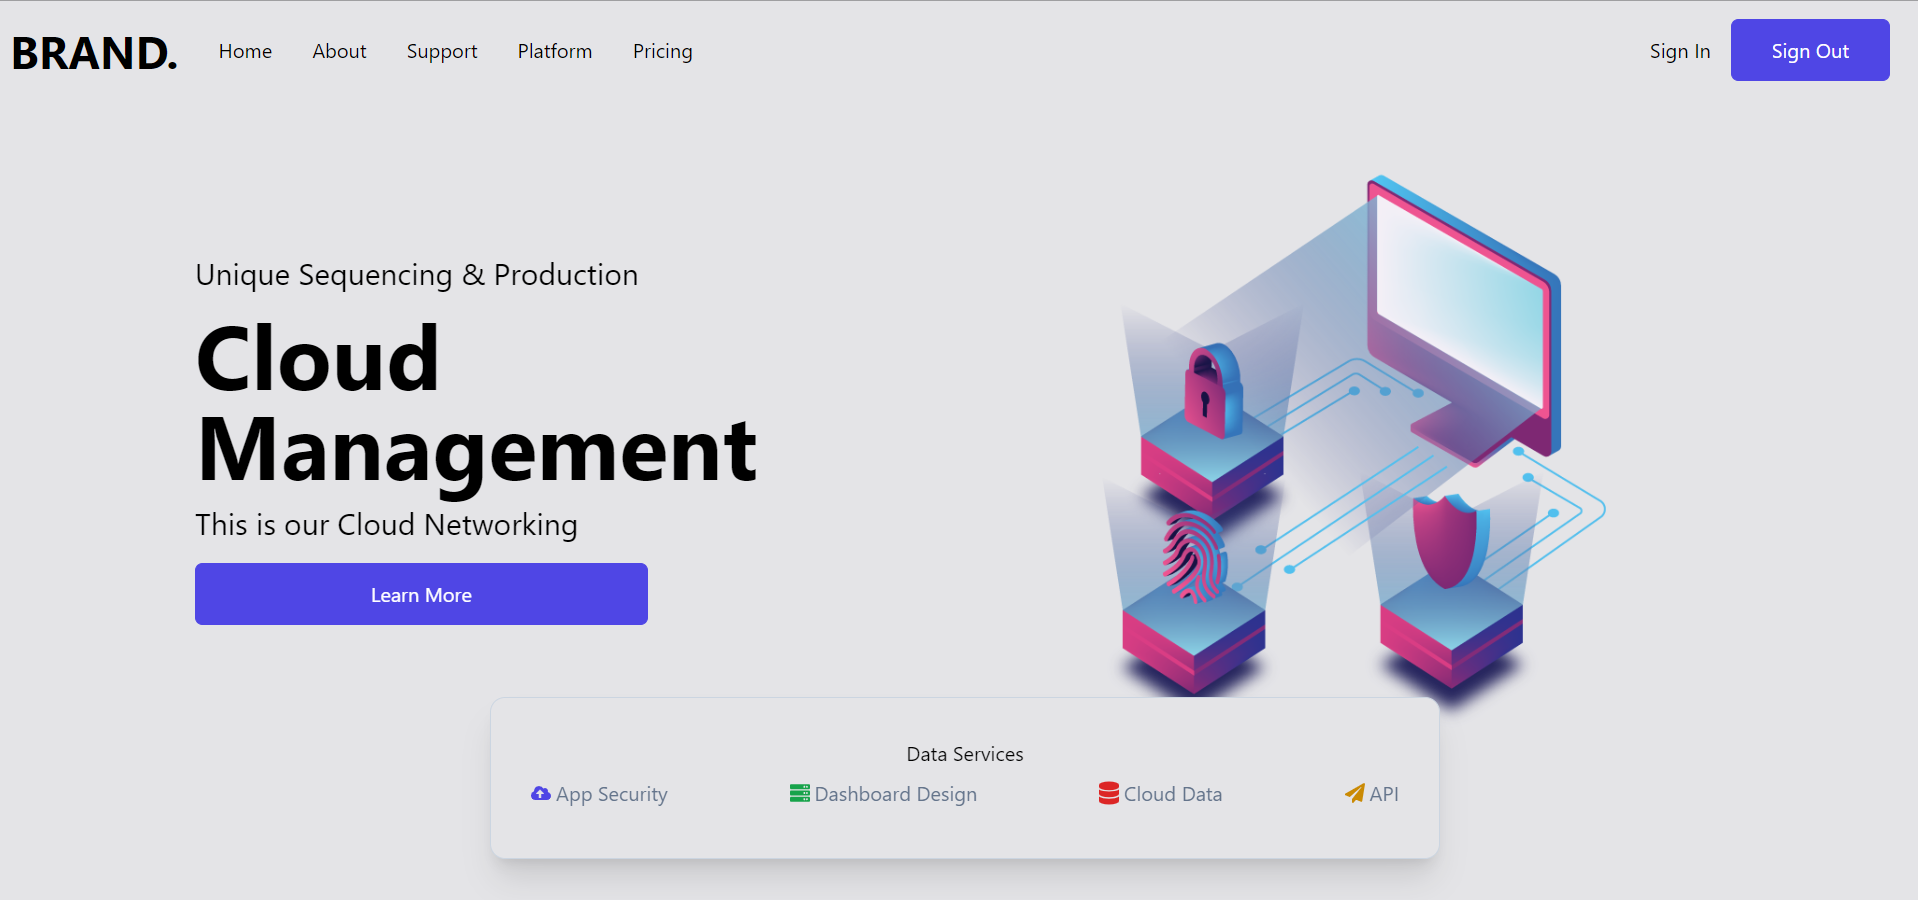 BRAND. Home About Support Platform Pricing Sign In Sign Out
Unique Sequencing & Production
Cloud
Management
This is our Cloud Networking
Learn More
Data Services
App Security Dashboard Design Cloud Data API